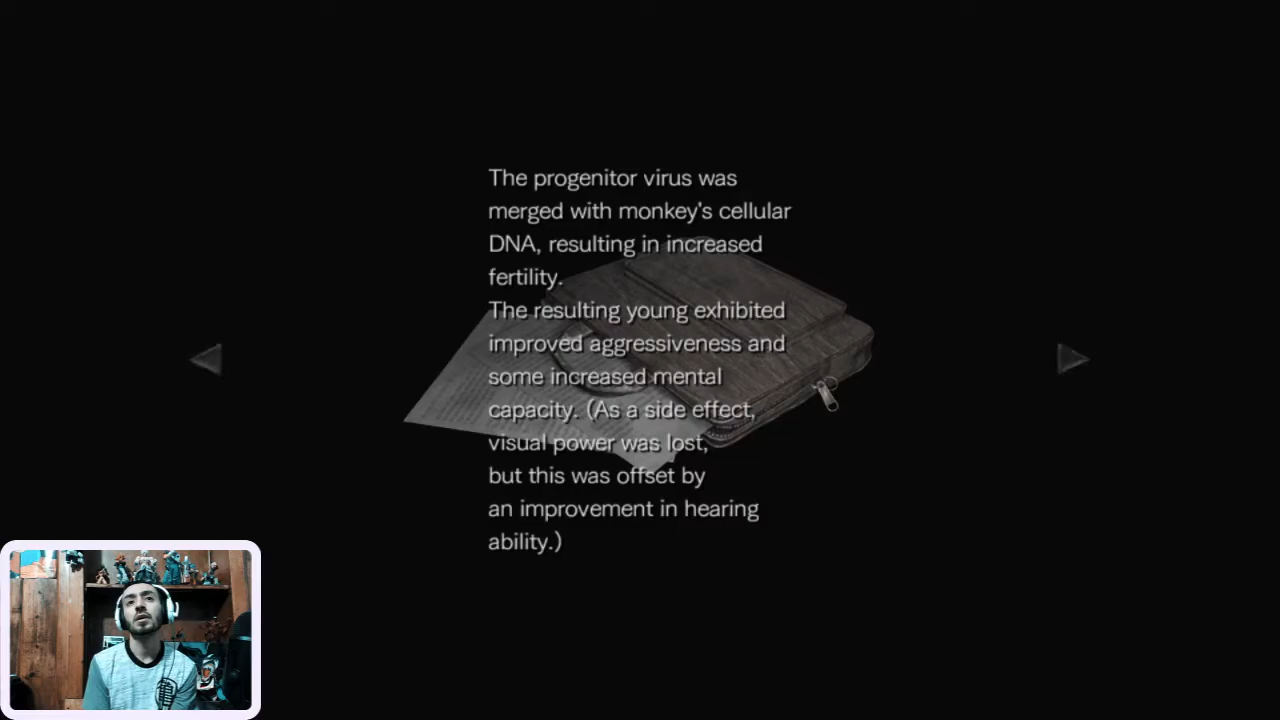 The progenitor virus was
merged with monkey's cellular
DNA, resulting in increased
fertility.
The resulting young exhibited
improved aggressiveness and
some increased mental
capacity. (As a side effect,
visual power was lost,
but this was offset by
an improvement in hearing
ability.)